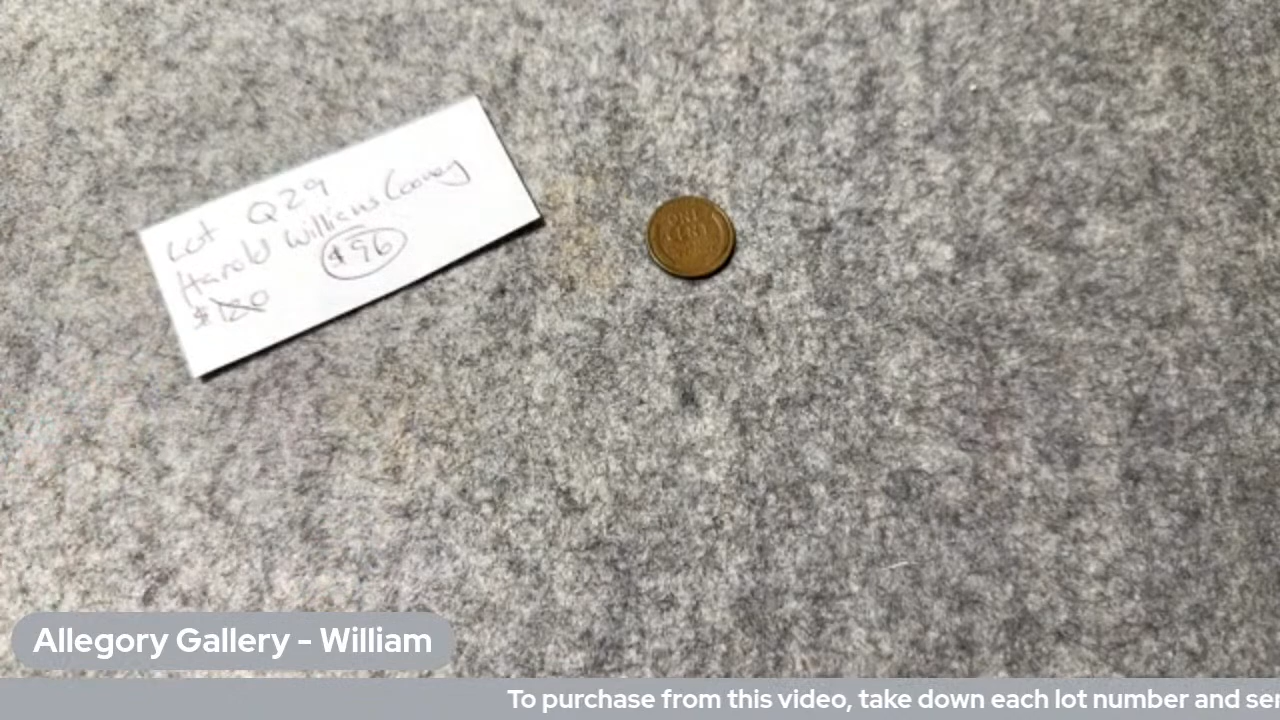 Lot Q29
Harold Williams Cooney
$120
$96
ONE
CENT
Allegory Gallery - William
To purchase from this video, take down each lot number and se